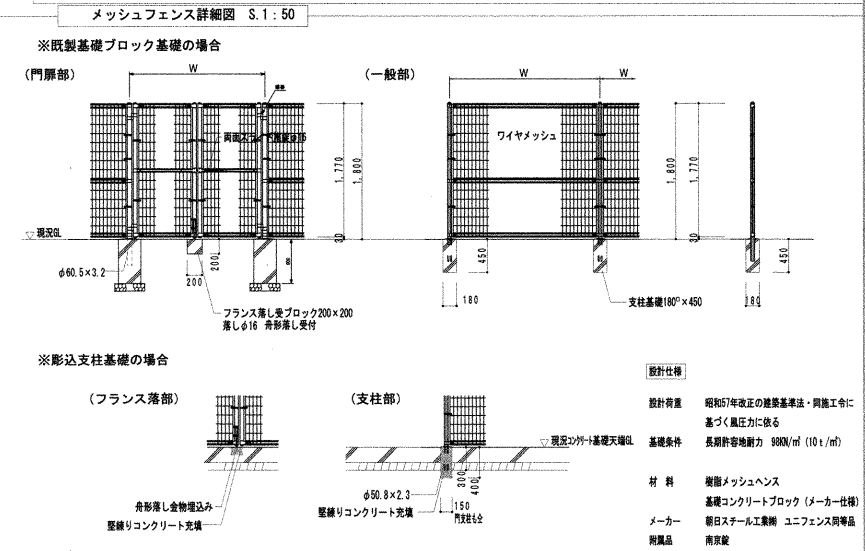 メッシュフェンス詳細図 S.1:50
※既製基礎ブロック基礎の場合
(門扉部)
W
(一般部)
W
W
ワイヤメッシュ
1,770
1,800
30
1,800
1,770
30
▽現況GL
φ60.5×3.2
200
200
450
180
450
180
フランス落し受ブロック200×200
落しφ16 舟形落し受付
支柱基礎180□×450
※彫込支柱基礎の場合
(フランス落部)
(支柱部)
▽現況コンクリート基礎天端GL
舟形落し金物埋込み
堅練りコンクリート充填
φ50.8×2.3
堅練りコンクリート充填
300
400
150
門支柱も全
設計仕様
設計荷重 昭和57年改正の建築基準法・同施工令に
基づく風圧力に依る
基礎条件 長期許容地耐力 98KN/㎡(10t/㎡)
材 料 樹脂メッシュヘンス
基礎コンクリートブロック(メーカー仕様)
メーカー 朝日スチール工業㈱ ユニフェンス同等品
附属品 南京錠